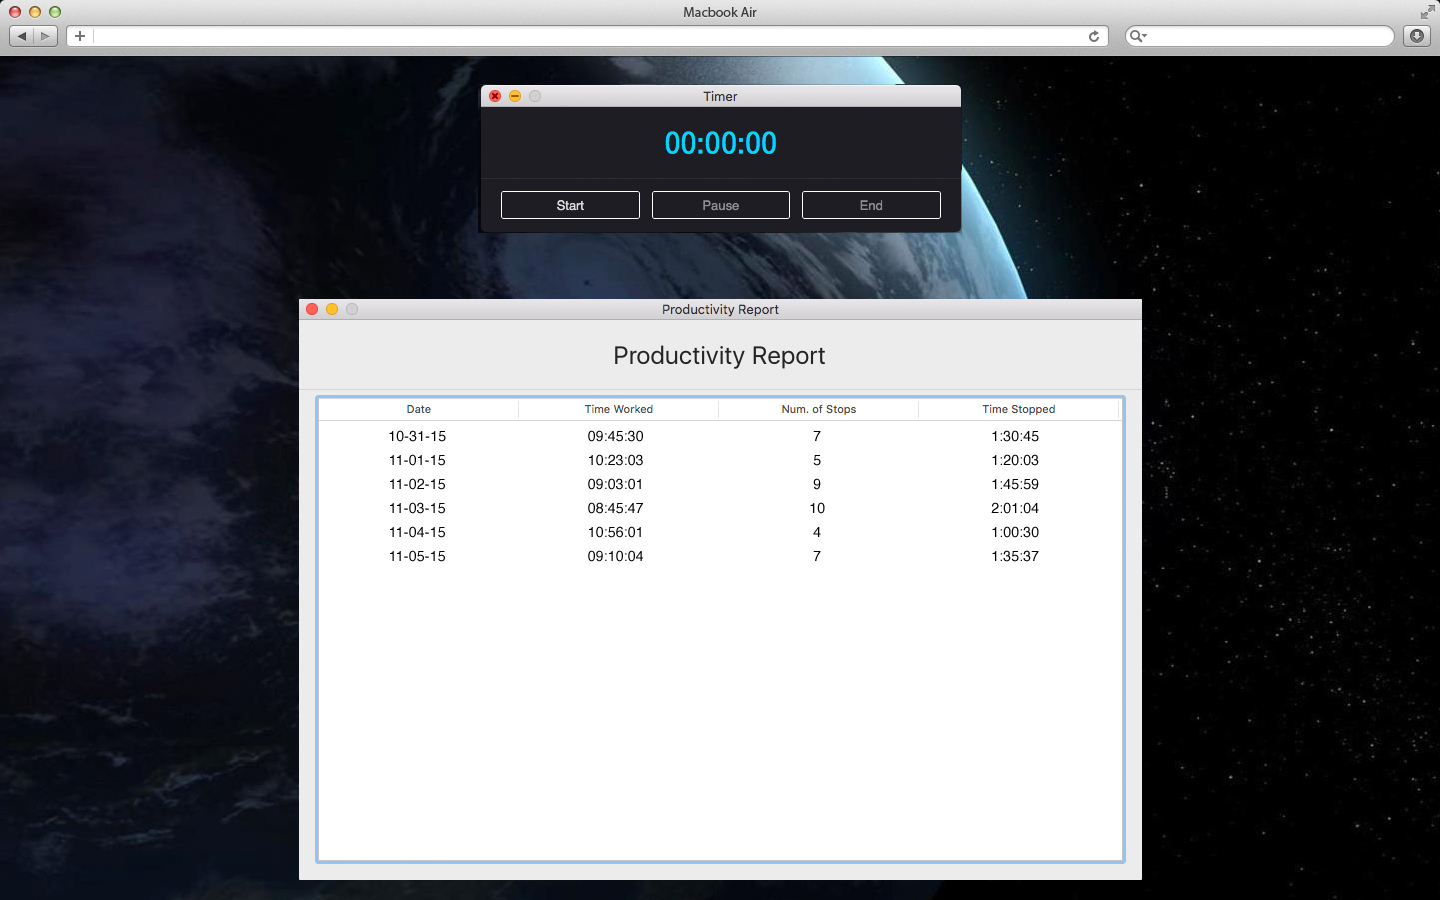 Macbook Air
Timer
00:00:00
Start Pause End
Productivity Report
Productivity Report
Date Time Worked Num. of Stops Time Stopped
10-31-15 09:45:30 7 1:30:45
11-01-15 10:23:03 5 1:20:03
11-02-15 09:03:01 9 1:45:59
11-03-15 08:45:47 10 2:01:04
11-04-15 10:56:01 4 1:00:30
11-05-15 09:10:04 7 1:35:37